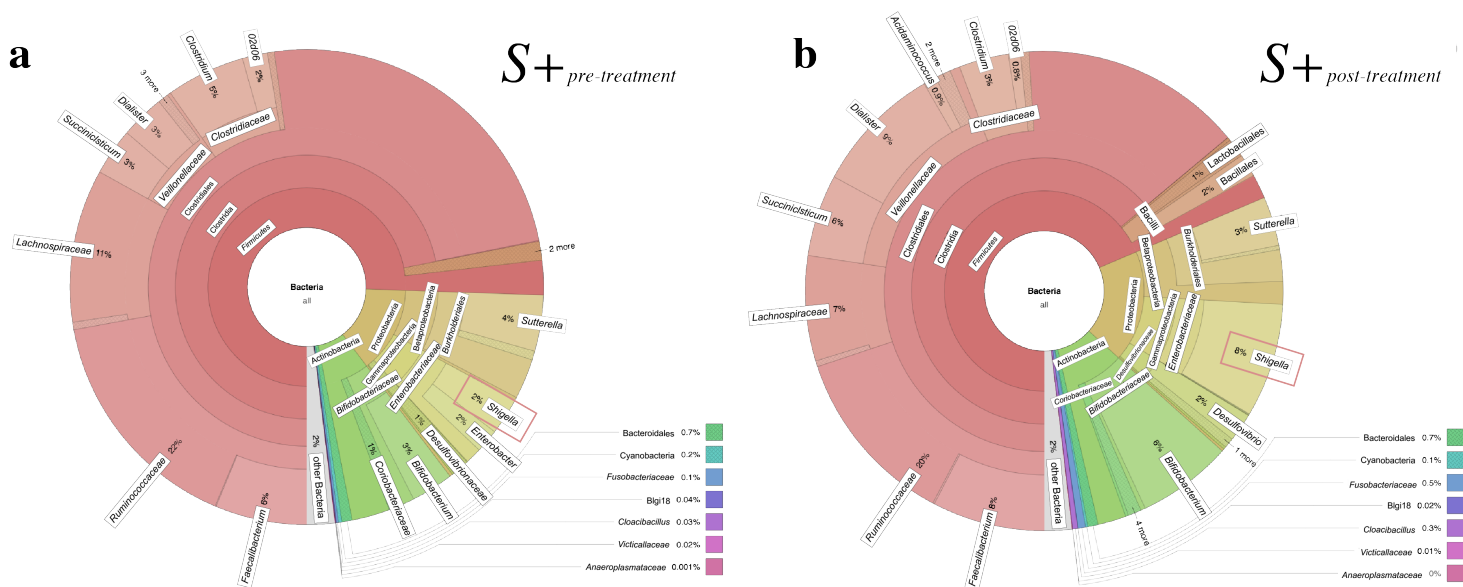 a
S+ pre-treatment
02d06
2%
Clostridium
5%
3 more
Clostridiaceae
Dialister
3%
Succiniclsticum
3%
Veillonellaceae
Clostridiales
Clostridia
Firmicutes
Lachnospiraceae 11%
2 more
Bacteria
all
4% Sutterella
Proteobacteria
Gammaproteobacteria
Betaproteobacteria
Burkholderiales
Actinobacteria
Bifidobacteriaceae
Enterobacteriaceae
2% Shigella
2% Enterobacter
1% Desulfovibrionaceae
3% Bifidobacterium
1% Coriobacteriaceae
2% other Bacteria
Ruminococcaceae 22%
Faecalibacterium 6%
Bacteroidales 0.7%
Cyanobacteria 0.2%
Fusobacteriaceae 0.1%
Blgi18 0.04%
Cloacibacillus 0.03%
Victicallaceae 0.02%
Anaeroplasmataceae 0.001%
b
S+ post-treatment
Acidaminococcus
0.9%
2 more
Clostridium
3%
02d06
0.8%
Clostridiaceae
Dialister
9%
Veillonellaceae
Succiniclsticum
6%
Clostridiales
Clostridia
Firmicutes
Lactobacillales
1%
Bacillales
2%
Bacilli
Lachnospiraceae 7%
Bacteria
all
3% Sutterella
Burkholderiales
Betaproteobacteria
Proteobacteria
Gammaproteobacteria
Enterobacteriaceae
Desulfovibrionaceae
8% Shigella
Actinobacteria
Coriobacteriaceae
Bifidobacteriaceae
2% Desulfovibrio
1 more
6% Bifidobacterium
4 more
2% other Bacteria
Ruminococcaceae 20%
Faecalibacterium 8%
Bacteroidales 0.7%
Cyanobacteria 0.1%
Fusobacteriaceae 0.5%
Blgi18 0.02%
Cloacibacillus 0.3%
Victicallaceae 0.01%
Anaeroplasmataceae 0%